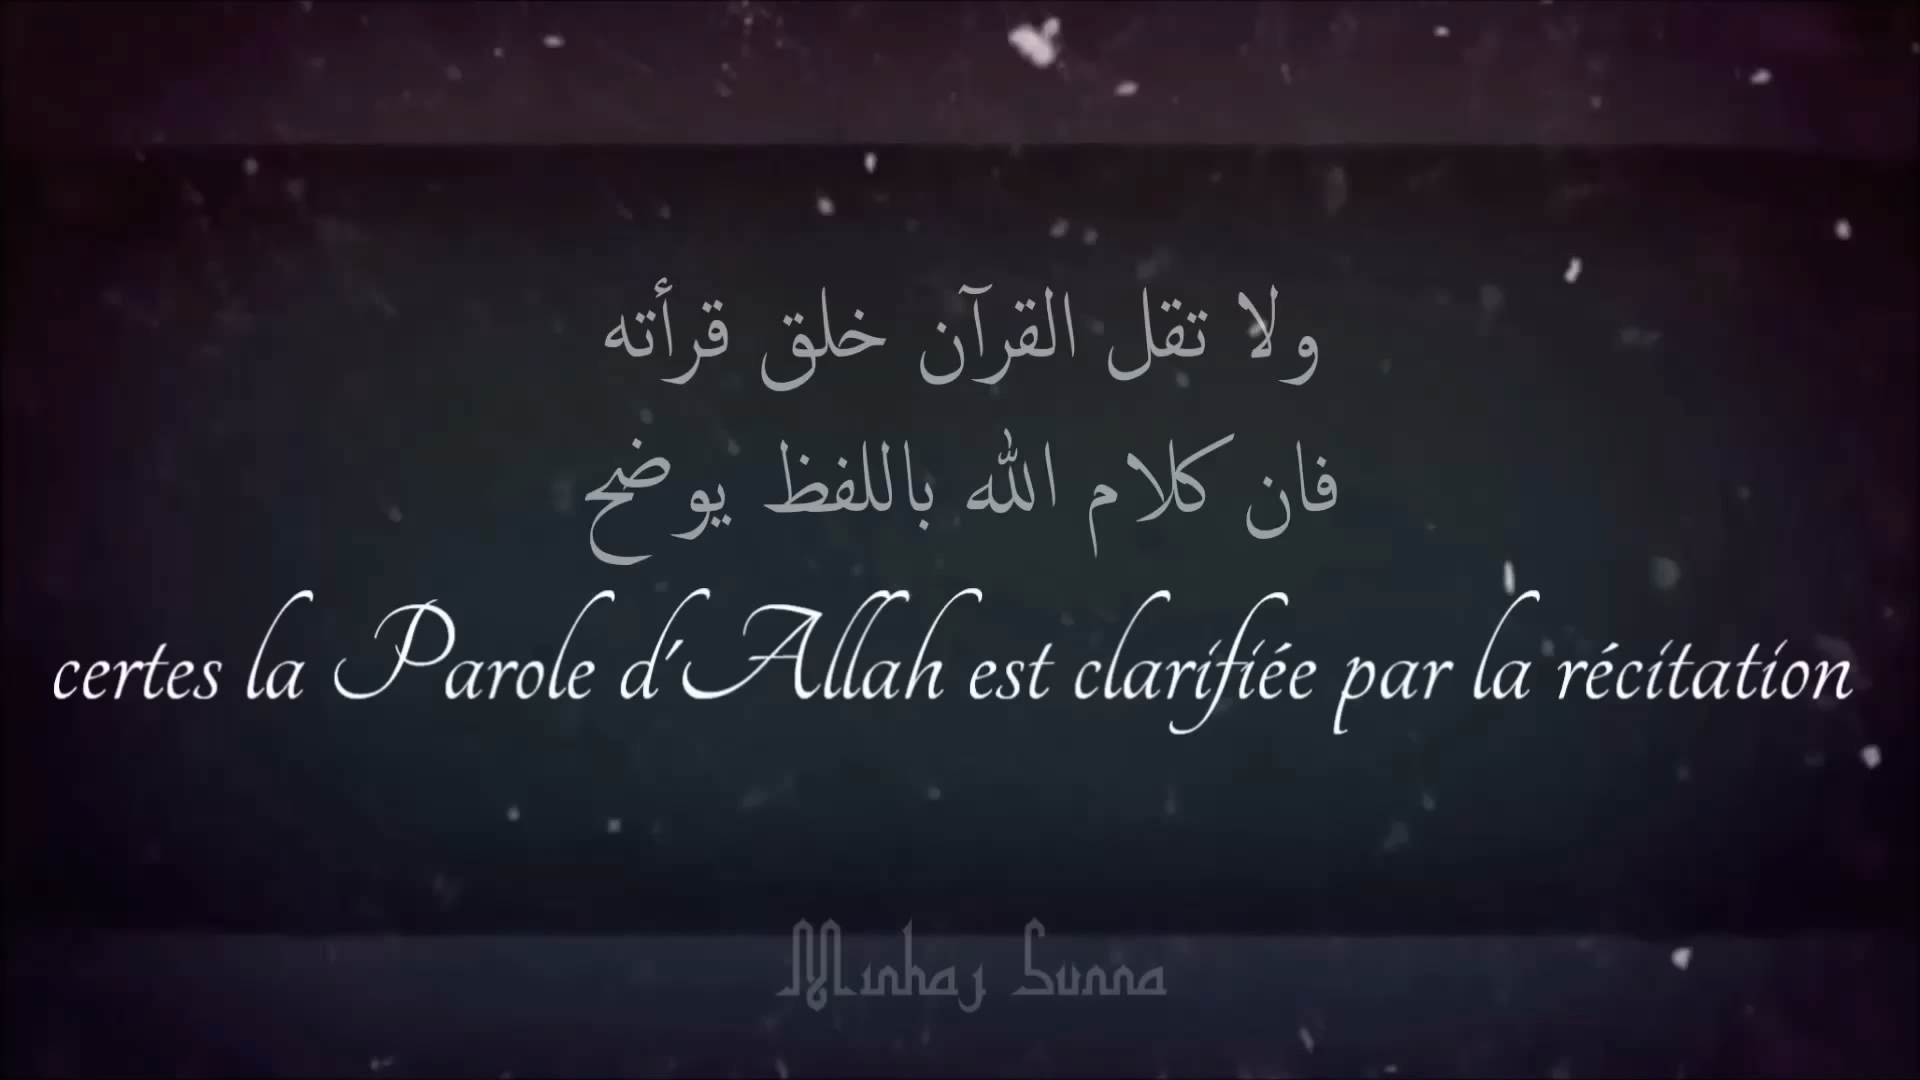 ولا تقل القرآن خلق قرأته
فان كلام الله باللفظ يوضح
certes la Parole d'Allah est clarifiée par la récitation
Minhaj Sunna